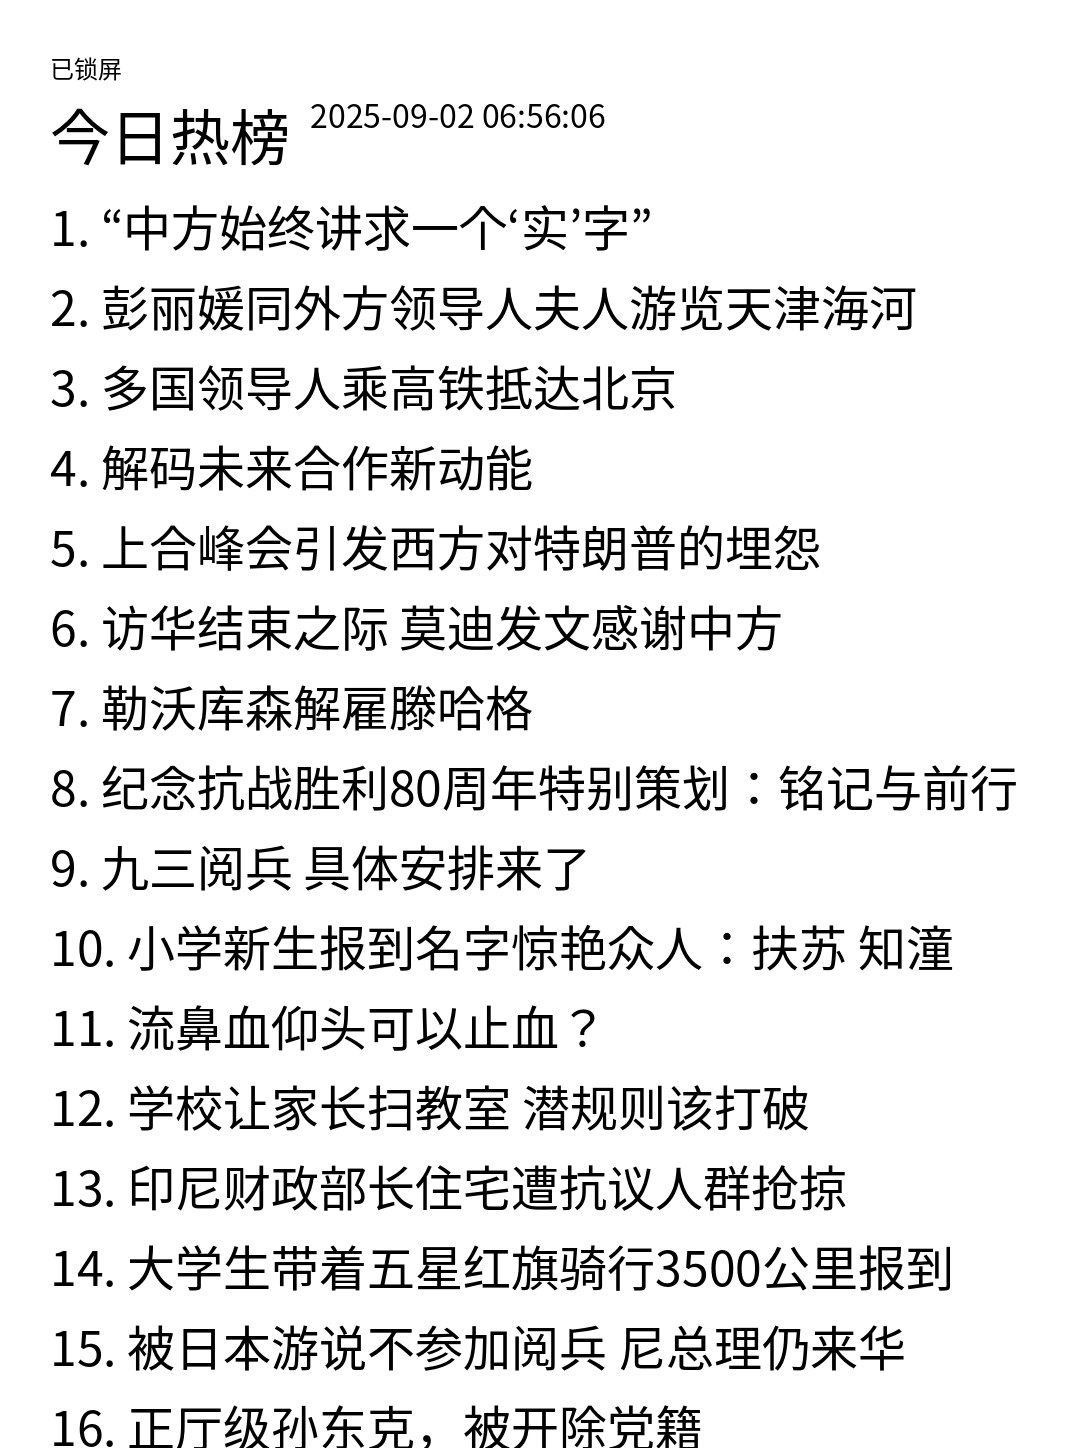 已锁屏
今日热榜 2025-09-02 06:56:06
1. “中方始终讲求一个‘实’字”
2. 彭丽媛同外方领导人夫人游览天津海河
3. 多国领导人乘高铁抵达北京
4. 解码未来合作新动能
5. 上合峰会引发西方对特朗普的埋怨
6. 访华结束之际 莫迪发文感谢中方
7. 勒沃库森解雇滕哈格
8. 纪念抗战胜利80周年特别策划：铭记与前行
9. 九三阅兵 具体安排来了
10. 小学新生报到名字惊艳众人：扶苏 知潼
11. 流鼻血仰头可以止血？
12. 学校让家长扫教室 潜规则该打破
13. 印尼财政部长住宅遭抗议人群抢掠
14. 大学生带着五星红旗骑行3500公里报到
15. 被日本游说不参加阅兵 尼总理仍来华
16. 正厅级孙东克，被开除党籍